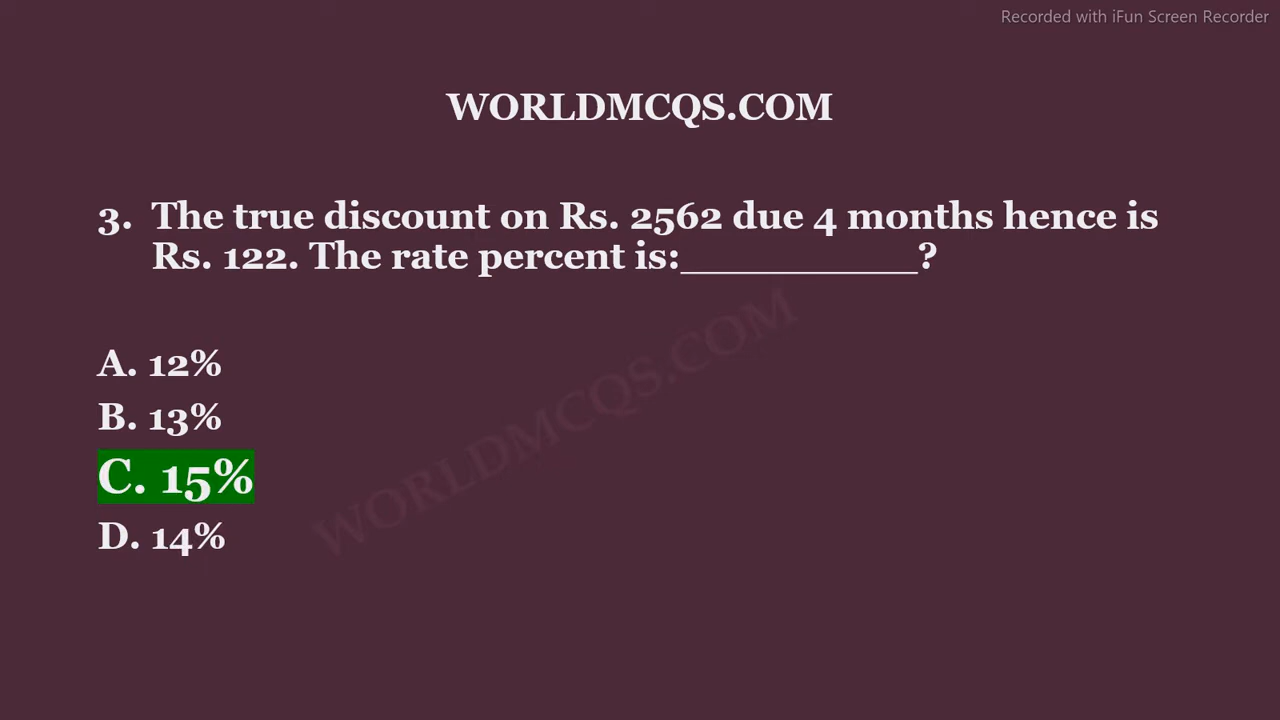 Recorded with iFun Screen Recorder
WORLDMCQS.COM
3. The true discount on Rs. 2562 due 4 months hence is
Rs. 122. The rate percent is:__________?
A. 12%
B. 13%
C. 15%
D. 14%
WORLDMCQS.COM